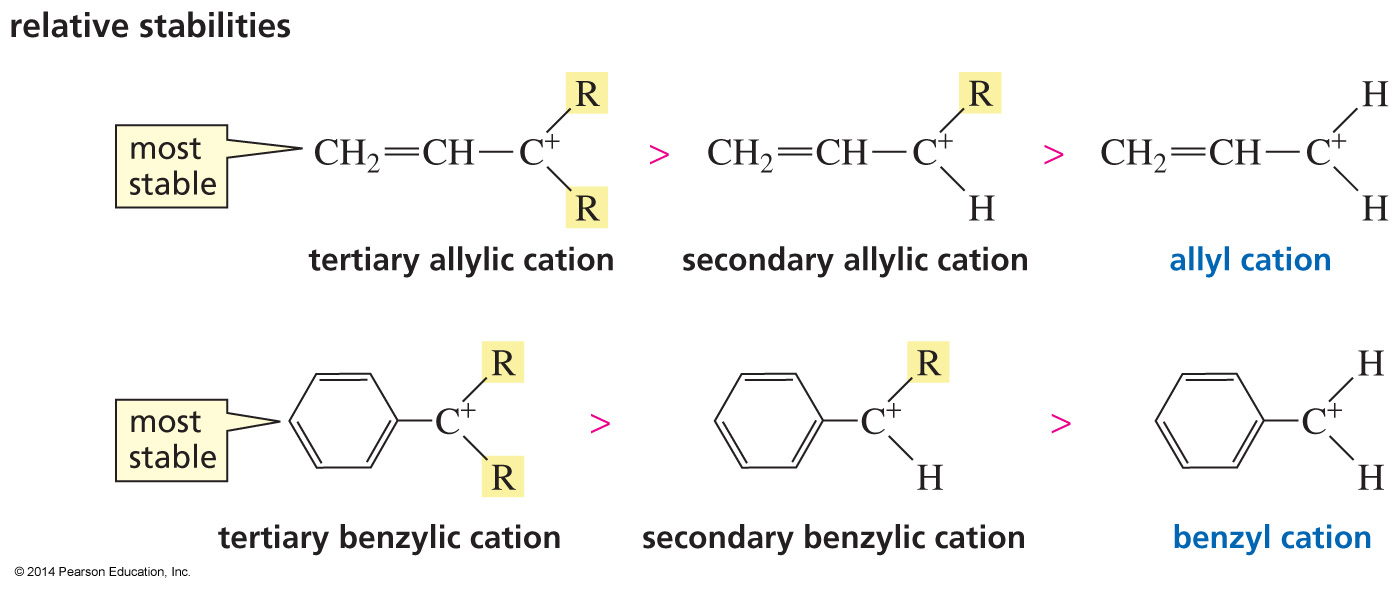 relative stabilities
R R H
most stable CH₂=CH—C⁺ > CH₂=CH—C⁺ > CH₂=CH—C⁺
R H H
tertiary allylic cation secondary allylic cation allyl cation
R R H
most stable C⁺ > C⁺ > C⁺
R H H
tertiary benzylic cation secondary benzylic cation benzyl cation
© 2014 Pearson Education, Inc.